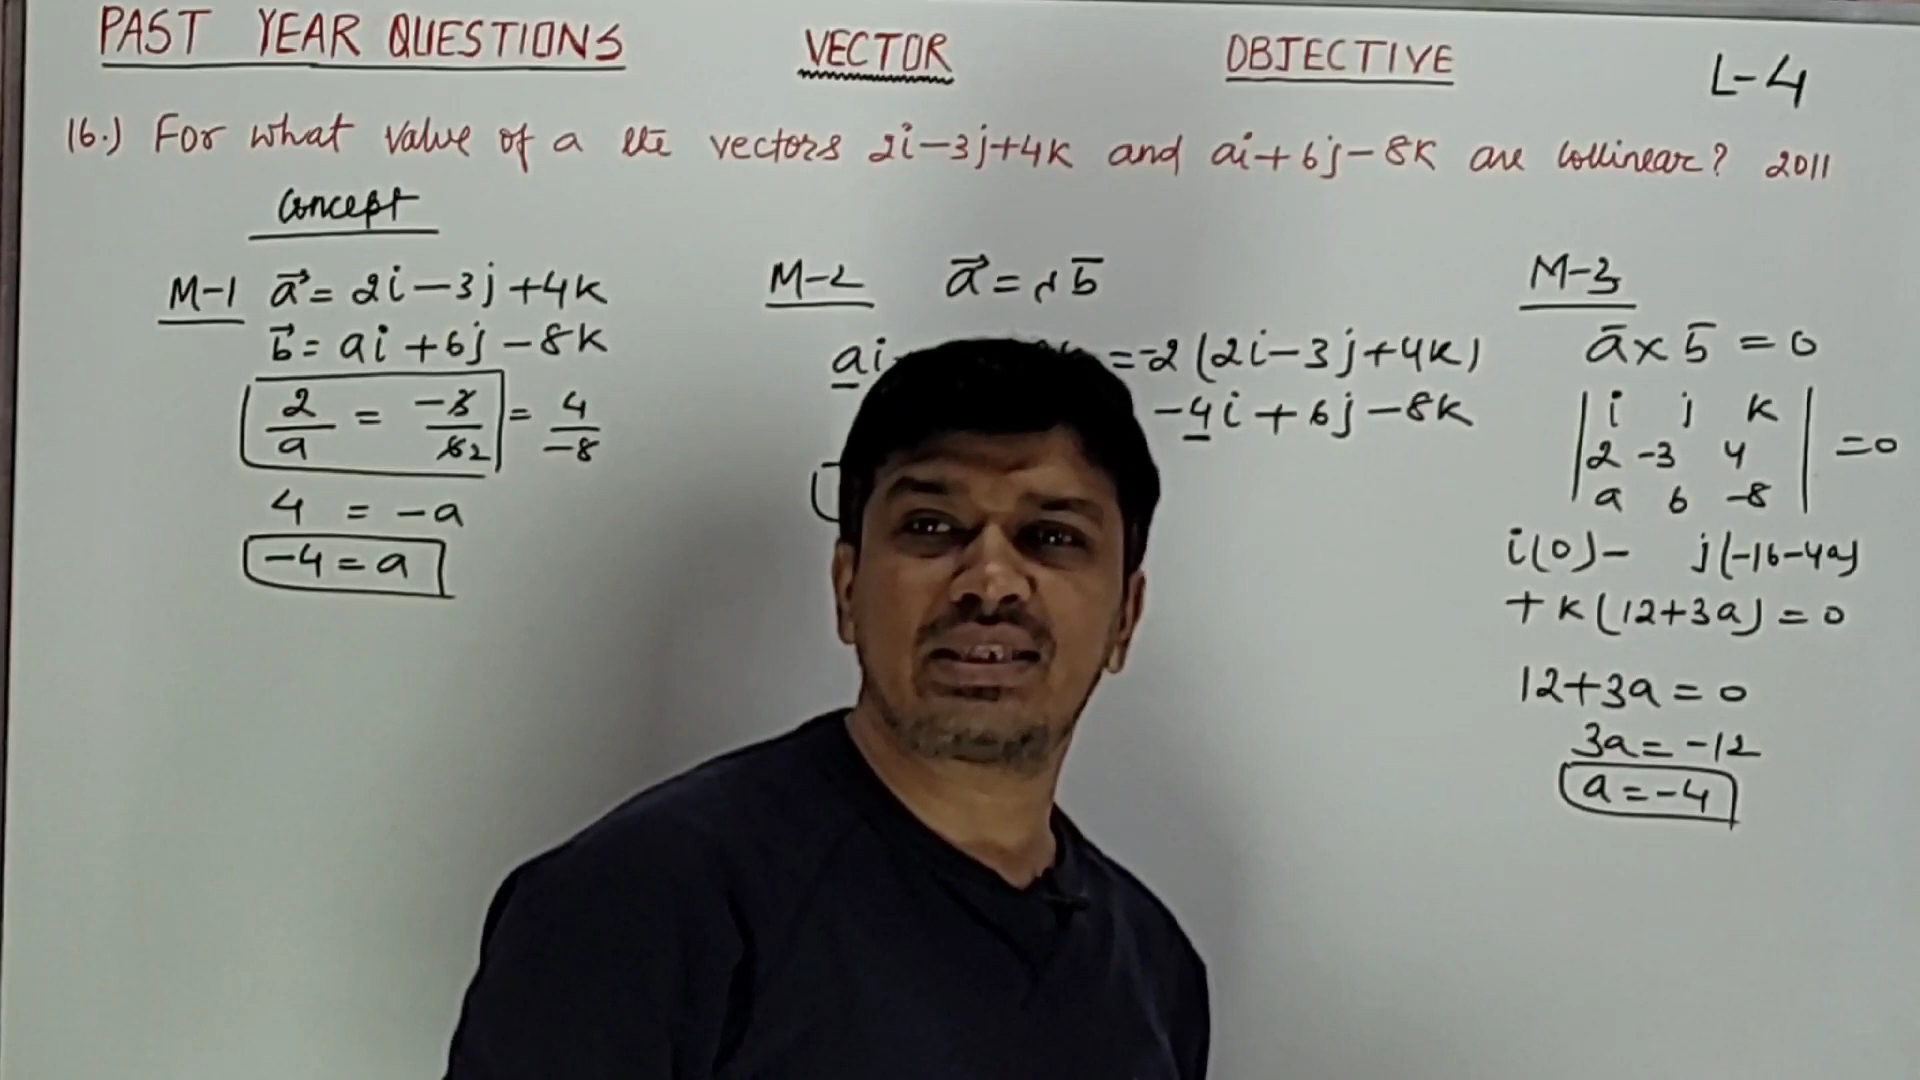 PAST YEAR QUESTIONS VECTOR OBJECTIVE L-4
16.) For what value of a the vectors 2i-3j+4k and ai+6j-8k are collinear? 2011
Concept
M-1 a⃗ = 2i-3j+4k
b⃗ = ai+6j-8k
2/a = -3/62 = 4/-8
4 = -a
-4 = a
M-2 a⃗ = λb̄
ai = -2(2i-3j+4k)
-4i+6j-8k
M-3
ā x b̄ = 0
| i j k |
| 2 -3 4 | = 0
| a 6 -8 |
i(0) - j(-16-4a)
+ k(12+3a) = 0
12+3a = 0
3a = -12
a = -4